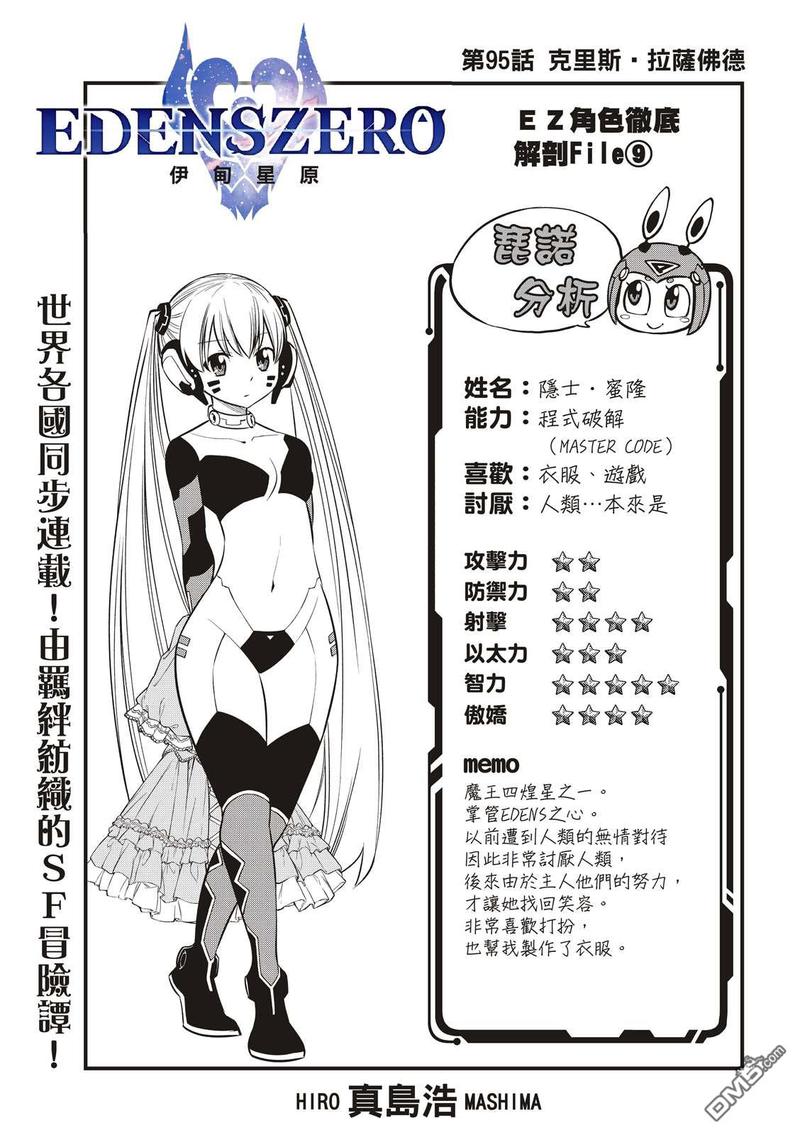 第95話 克里斯・拉薩佛德
EDENSZERO
伊甸星原
EZ角色徹底
解剖File⑨
琵諾
分析
世界各國同步連載！由羈絆紡織的SF冒險譚！
姓名：隱士・蜜隆
能力：程式破解
（MASTER CODE）
喜歡：衣服、遊戲
討厭：人類…本來是
攻擊力 ☆☆
防禦力 ☆☆
射擊 ☆☆☆☆
以太力 ☆☆☆
智力 ☆☆☆☆☆
傲嬌 ☆☆☆☆
memo
魔王四煌星之一。
掌管EDENS之心。
以前遭到人類的無情對待
因此非常討厭人類，
後來由於主人他們的努力，
才讓她找回笑容。
非常喜歡打扮，
也幫我製作了衣服。
HIRO 真島浩 MASHIMA
DM5.com